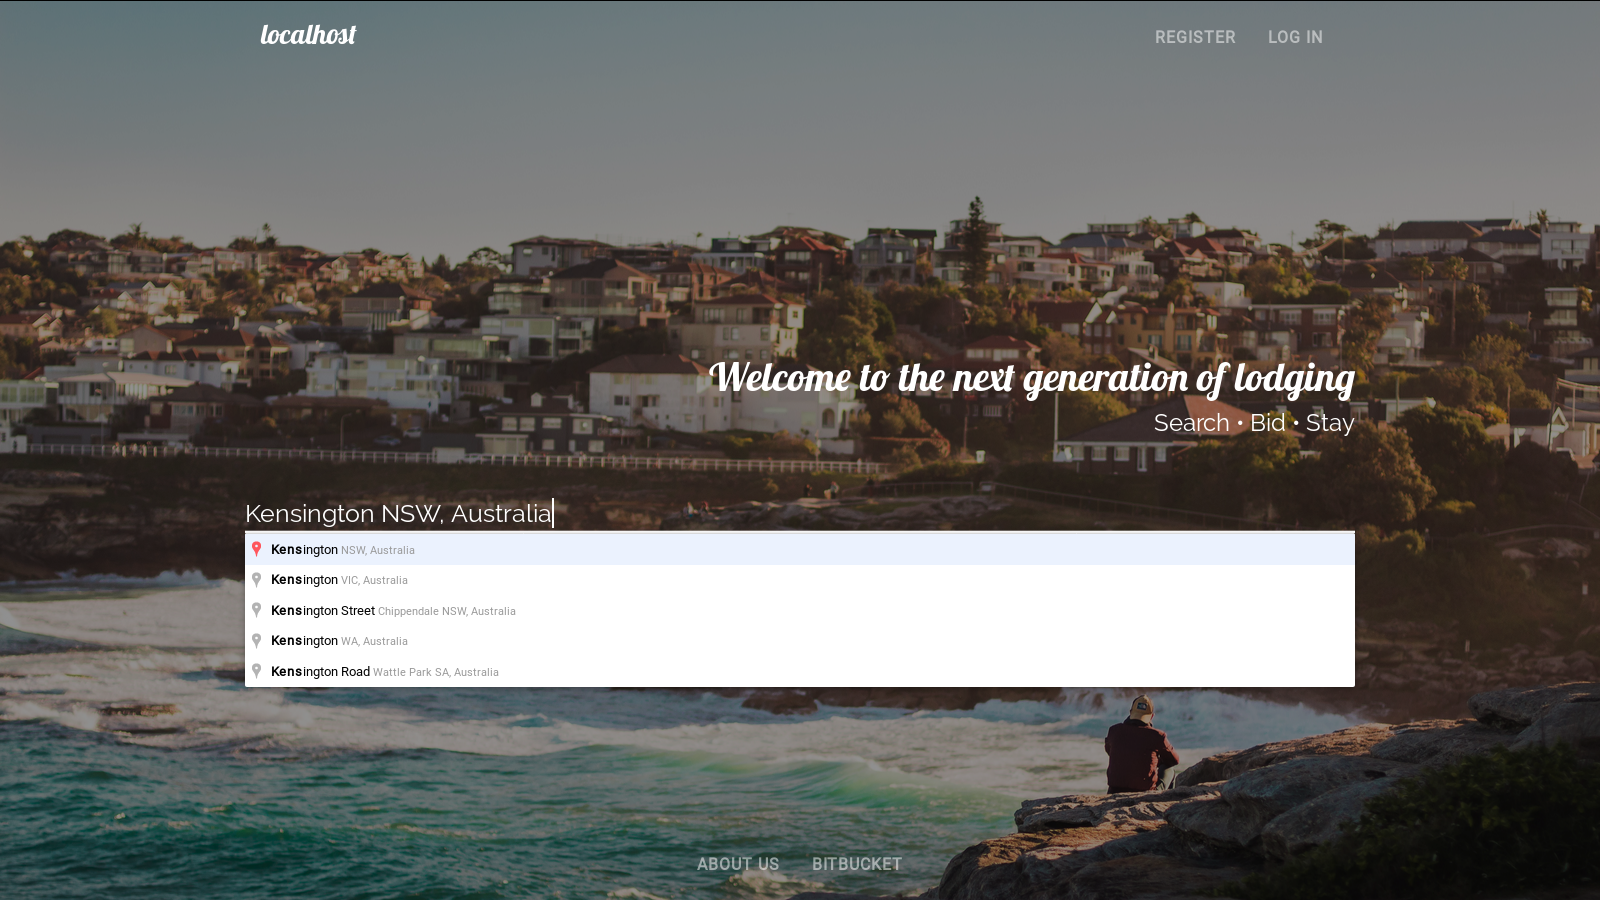 localhost
REGISTER LOG IN
Welcome to the next generation of lodging
Search • Bid • Stay
Kensington NSW, Australia
Kensington NSW, Australia
Kensington VIC, Australia
Kensington Street Chippendale NSW, Australia
Kensington WA, Australia
Kensington Road Wattle Park SA, Australia
ABOUT US BITBUCKET